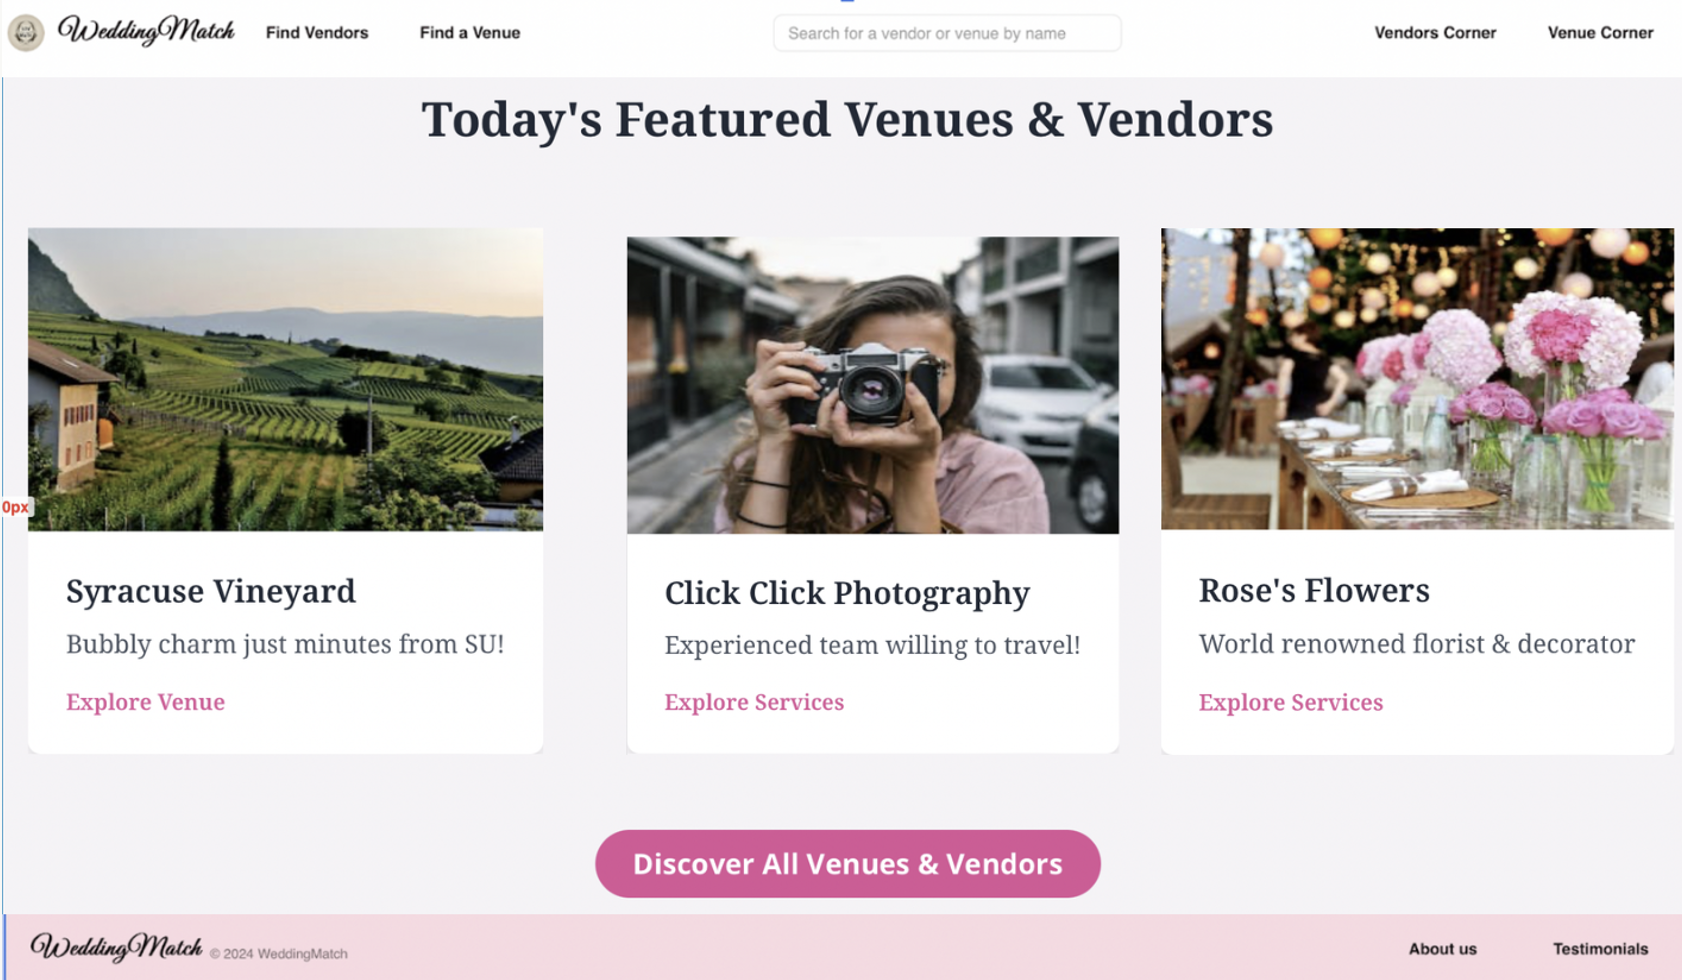 WeddingMatch Find Vendors Find a Venue Search for a vendor or venue by name Vendors Corner Venue Corner
Today's Featured Venues & Vendors
0px
Syracuse Vineyard
Bubbly charm just minutes from SU!
Explore Venue
Click Click Photography
Experienced team willing to travel!
Explore Services
Rose's Flowers
World renowned florist & decorator
Explore Services
Discover All Venues & Vendors
WeddingMatch © 2024 WeddingMatch About us Testimonials